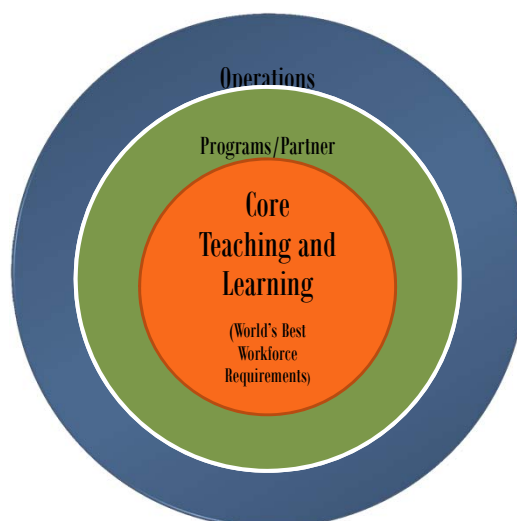 Operations
Programs/Partner
Core
Teaching and
Learning
(World's Best
Workforce
Requirements)